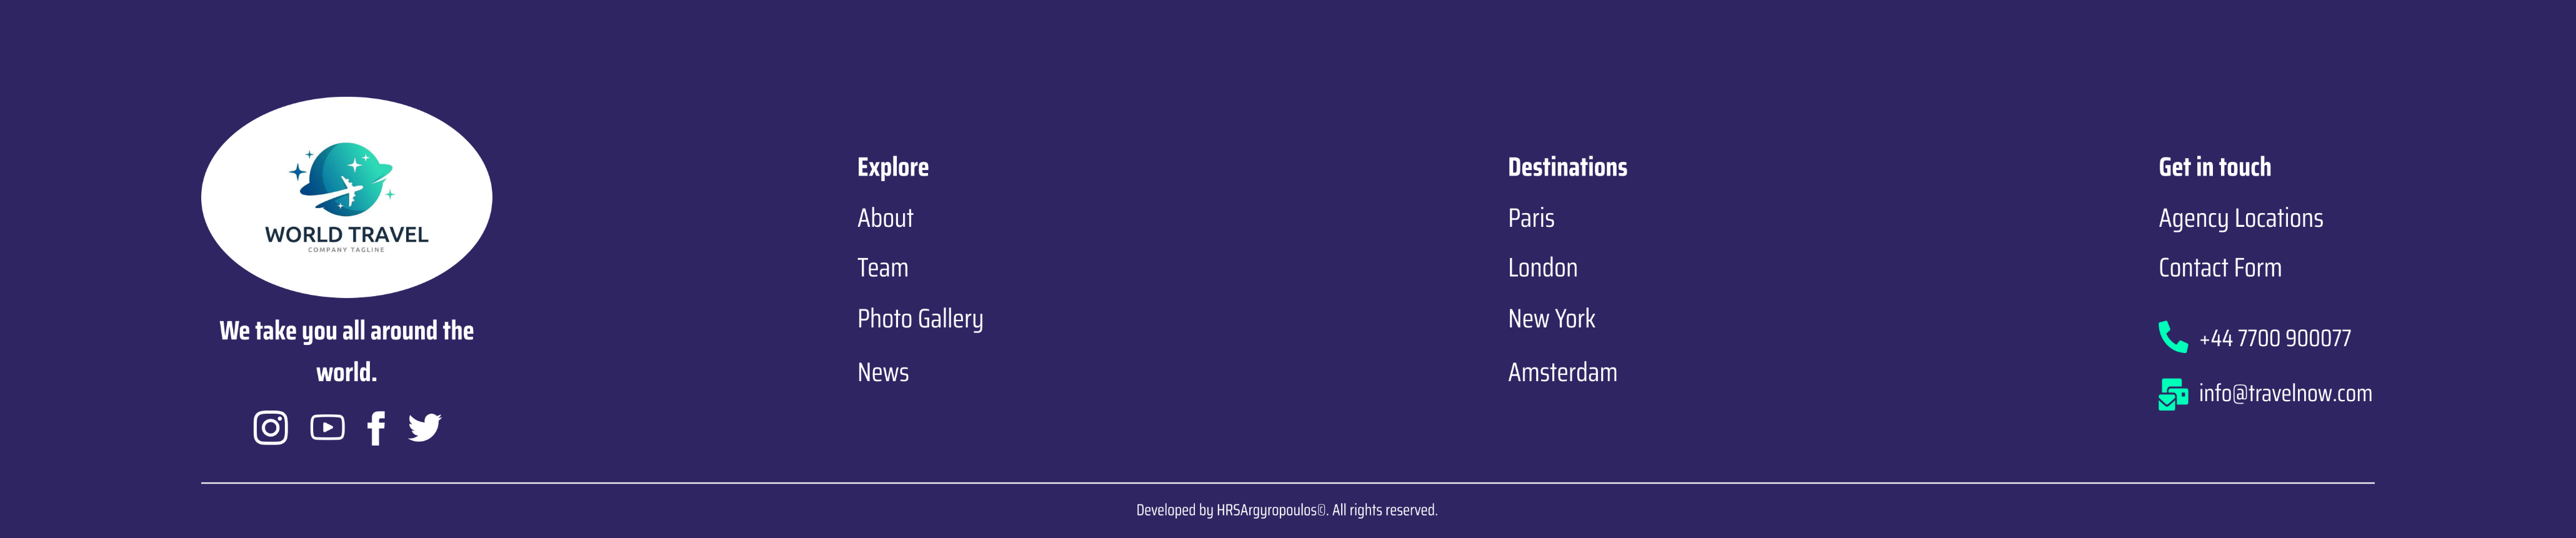 WORLD TRAVEL
COMPANY TAGLINE
We take you all around the
world.
Explore
About
Team
Photo Gallery
News
Destinations
Paris
London
New York
Amsterdam
Get in touch
Agency Locations
Contact Form
+44 7700 900077
info@travelnow.com
Developed by HRSArgyropoulos©. All rights reserved.